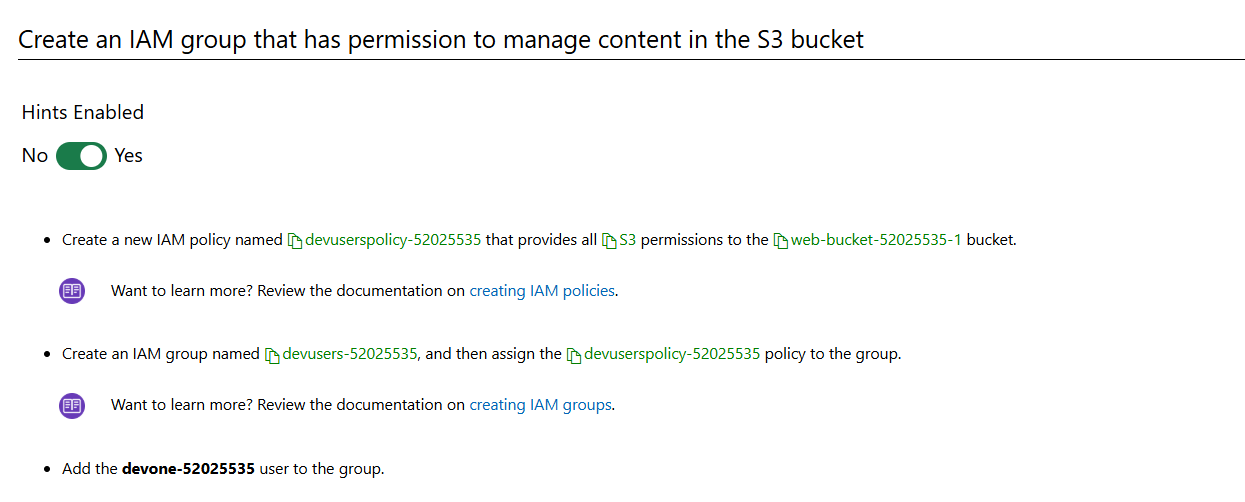 Create an IAM group that has permission to manage content in the S3 bucket
Hints Enabled
No Yes
• Create a new IAM policy named devuserspolicy-52025535 that provides all S3 permissions to the web-bucket-52025535-1 bucket.
Want to learn more? Review the documentation on creating IAM policies.
• Create an IAM group named devusers-52025535, and then assign the devuserspolicy-52025535 policy to the group.
Want to learn more? Review the documentation on creating IAM groups.
• Add the devone-52025535 user to the group.